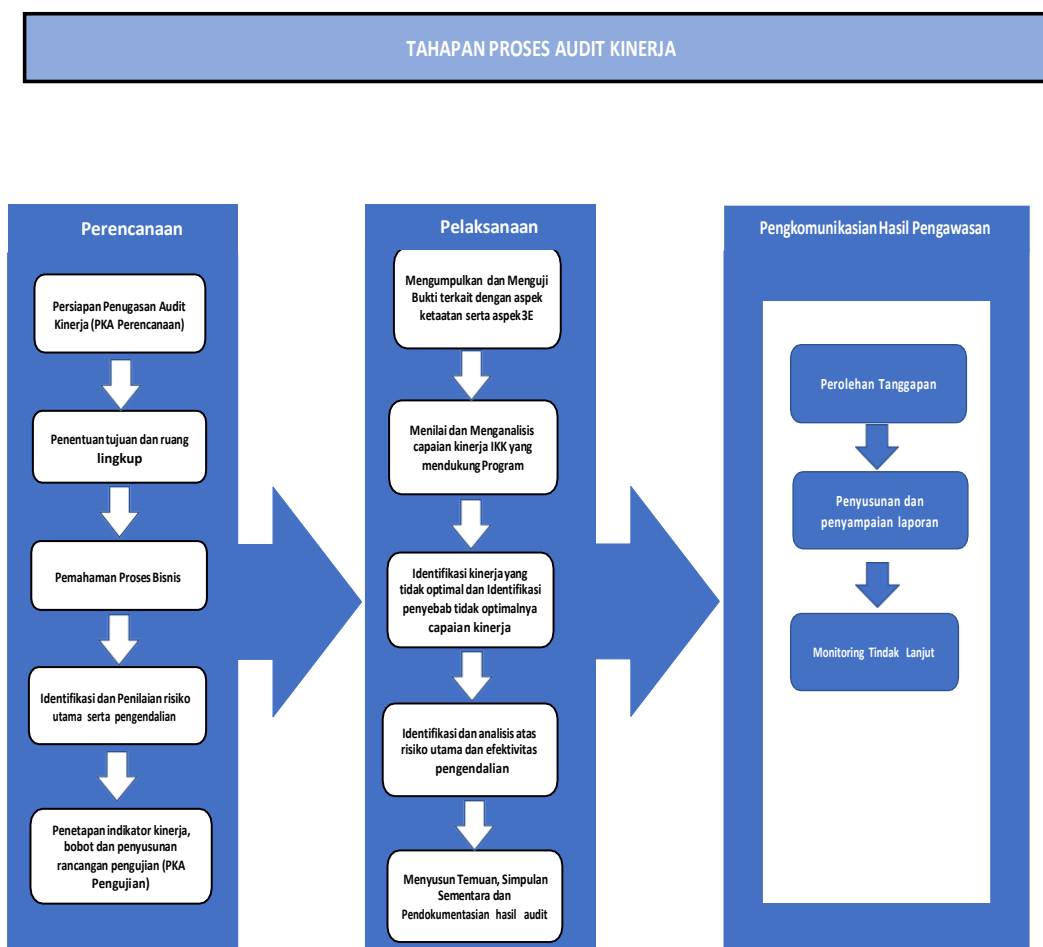 TAHAPAN PROSES AUDIT KINERJA
Perencanaan
Persiapan Penugasan Audit
Kinerja (PKA Perencanaan)
Penentuan tujuan dan ruang
lingkup
Pemahaman Proses Bisnis
Identifikasi dan Penilaian risiko
utama serta pengendalian
Penetapan indikator kinerja,
bobot dan penyusunan
rancangan pengujian (PKA
Pengujian)
Pelaksanaan
Mengumpulkan dan Menguji
Bukti terkait dengan aspek
ketaatan serta aspek 3E
Menilai dan Menganalisis
capaian kinerja IKK yang
mendukung Program
Identifikasi kinerja yang
tidak optimal dan Identifikasi
penyebab tidak optimalnya
capaian kinerja
Identifikasi dan analisis atas
risiko utama dan efektivitas
pengendalian
Menyusun Temuan, Simpulan
Sementara dan
Pendokumentasian hasil audit
Pengkomunikasian Hasil Pengawasan
Perolehan Tanggapan
Penyusunan dan
penyampaian laporan
Monitoring Tindak Lanjut